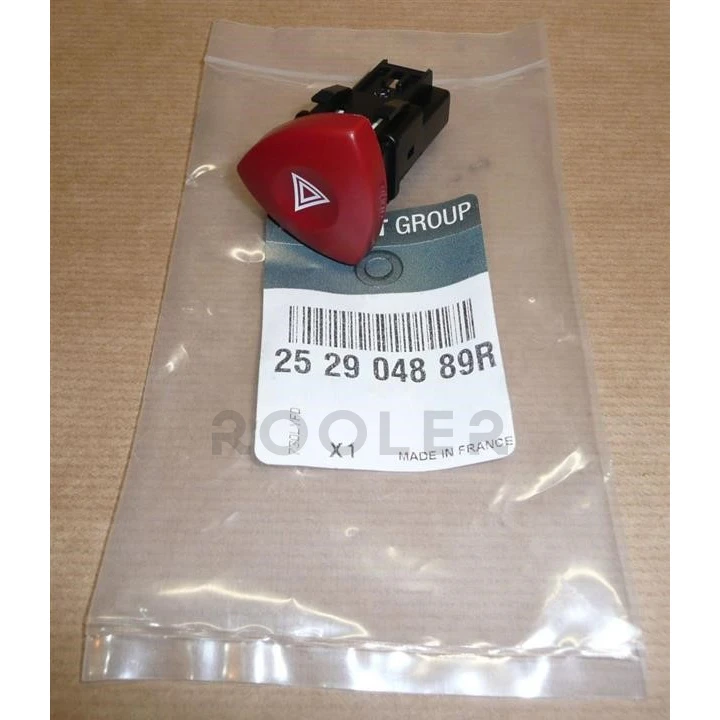 T GROUP
25 29 048 89R
ROOLER
X1
MADE IN FRANCE